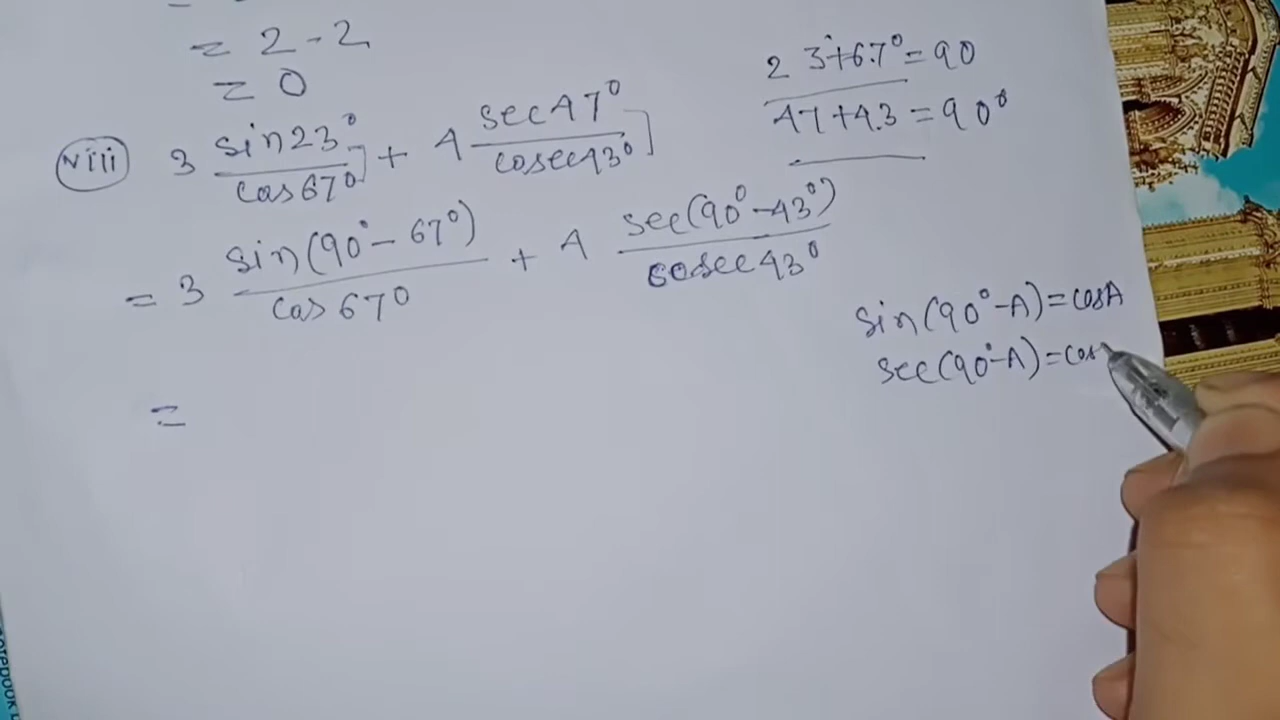 = 2 - 2
= 0
23°+67°=90
47+43=90°
(viii) 3 sin23°/cos67° + 4 sec47°/cosec43°
= 3 sin(90°-67°)/cos67° + 4 sec(90°-43°)/cosec43°
sin(90°-A)=cosA
sec(90°-A)=cos
=